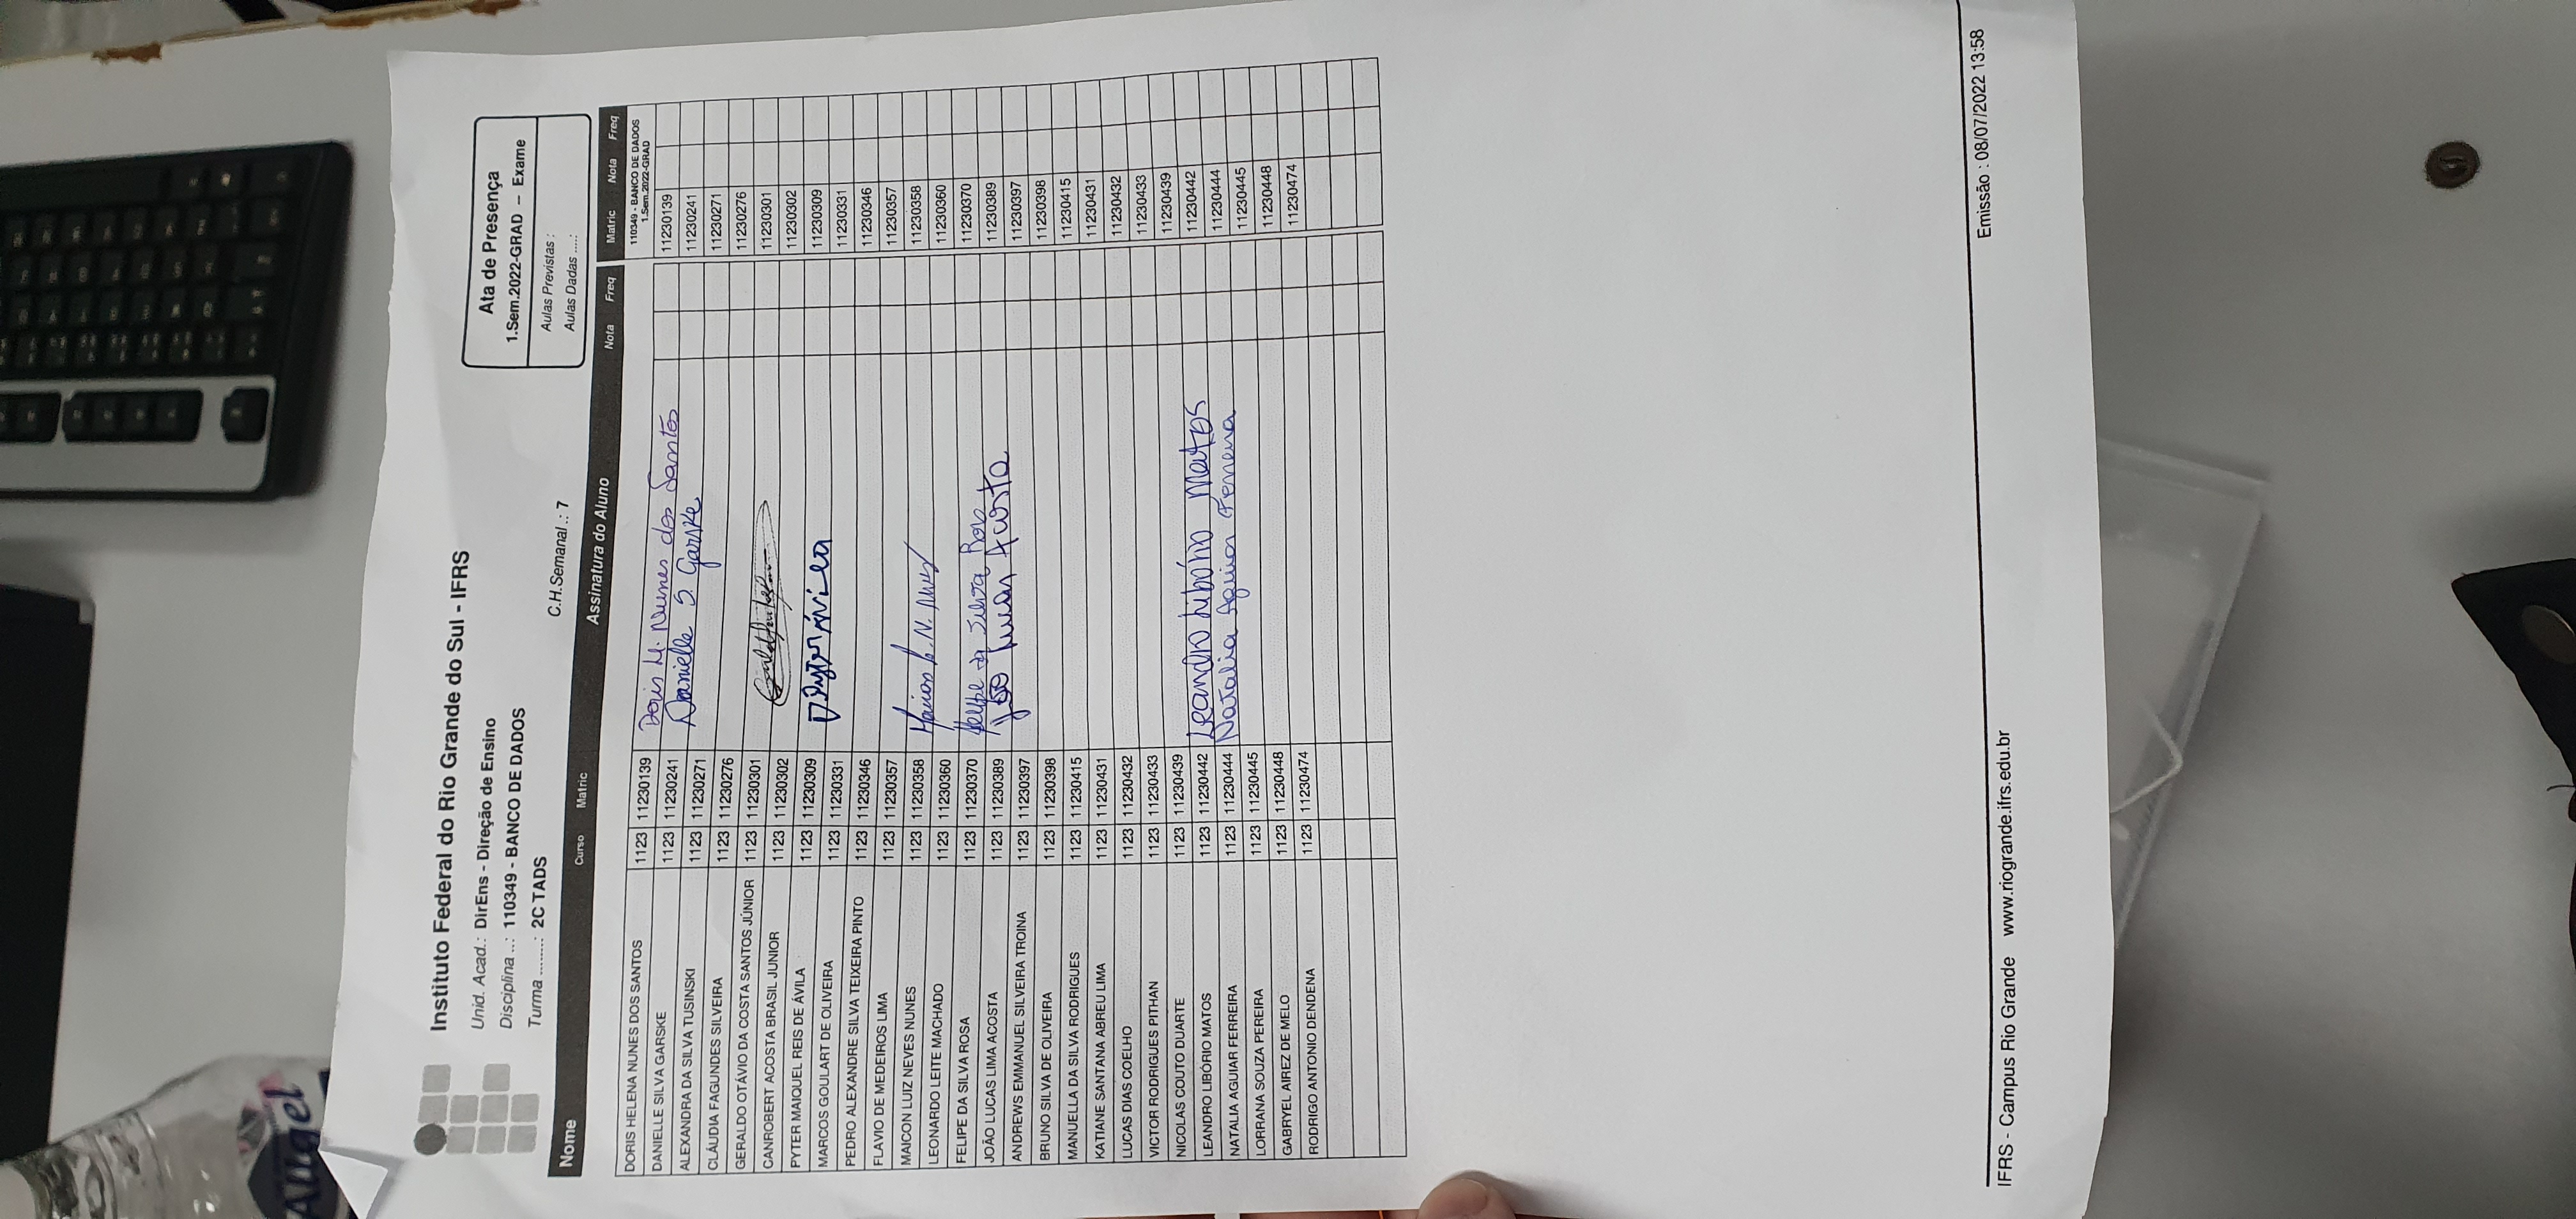 Altgel
Instituto Federal do Rio Grande do Sul - IFRS
Unid. Acad.: DirEns - Direção de Ensino
Disciplina ..: 110349 - BANCO DE DADOS
Turma .......: 2C TADS
C.H.Semanal .: 7
Ata de Presença
1.Sem.2022-GRAD – Exame
Aulas Previstas :
Aulas Dadas ....:
Nome Curso Matric Assinatura do Aluno Nota Freq Matric Nota Freq
110349 - BANCO DE DADOS
1.Sem.2022-GRAD
DORIS HELENA NUNES DOS SANTOS 1123 11230139 Doris H. Nunes dos Santos 11230139
DANIELLE SILVA GARSKE 1123 11230241 Danielle S. Garske 11230241
ALEXANDRA DA SILVA TUSINSKI 1123 11230271 11230271
CLÁUDIA FAGUNDES SILVEIRA 1123 11230276 11230276
GERALDO OTÁVIO DA COSTA SANTOS JÚNIOR 1123 11230301 11230301
CANROBERT ACOSTA BRASIL JUNIOR 1123 11230302 11230302
PYTER MAIQUEL REIS DE ÁVILA 1123 11230309 Pyter Ávila 11230309
MARCOS GOULART DE OLIVEIRA 1123 11230331 11230331
PEDRO ALEXANDRE SILVA TEIXEIRA PINTO 1123 11230346 11230346
FLAVIO DE MEDEIROS LIMA 1123 11230357 11230357
MAICON LUIZ NEVES NUNES 1123 11230358 Maicon L. N. Nunes 11230358
LEONARDO LEITE MACHADO 1123 11230360 11230360
FELIPE DA SILVA ROSA 1123 11230370 Felipe da Silva Rosa 11230370
JOÃO LUCAS LIMA ACOSTA 1123 11230389 João Lucas Acosta 11230389
ANDREWS EMMANUEL SILVEIRA TROINA 1123 11230397 11230397
BRUNO SILVA DE OLIVEIRA 1123 11230398 11230398
MANUELLA DA SILVA RODRIGUES 1123 11230415 11230415
KATIANE SANTANA ABREU LIMA 1123 11230431 11230431
LUCAS DIAS COELHO 1123 11230432 11230432
VICTOR RODRIGUES PITHAN 1123 11230433 11230433
NICOLAS COUTO DUARTE 1123 11230439 11230439
LEANDRO LIBÓRIO MATOS 1123 11230442 Leandro Libório Matos 11230442
NATALIA AGUIAR FERREIRA 1123 11230444 Natalia Aguiar Ferreira 11230444
LORRANA SOUZA PEREIRA 1123 11230445 11230445
GABRYEL AIREZ DE MELO 1123 11230448 11230448
RODRIGO ANTONIO DENDENA 1123 11230474 11230474
IFRS - Campus Rio Grande www.riogrande.ifrs.edu.br
Emissão : 08/07/2022 13:58